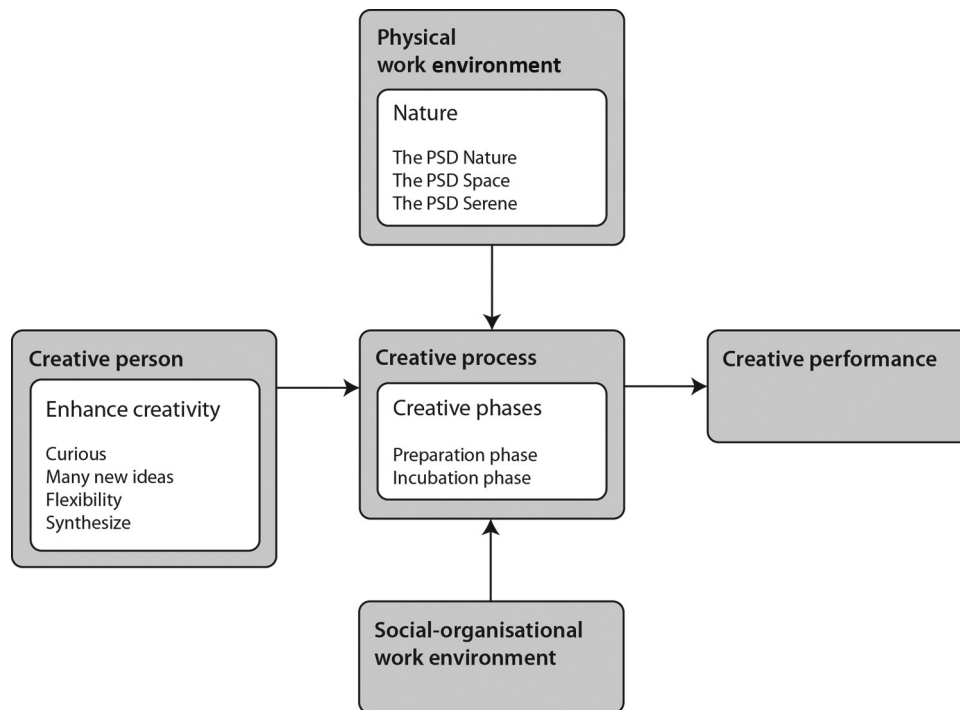 Physical
work environment
Nature
The PSD Nature
The PSD Space
The PSD Serene
Creative person
Enhance creativity
Curious
Many new ideas
Flexibility
Synthesize
Creative process
Creative phases
Preparation phase
Incubation phase
Creative performance
Social-organisational
work environment